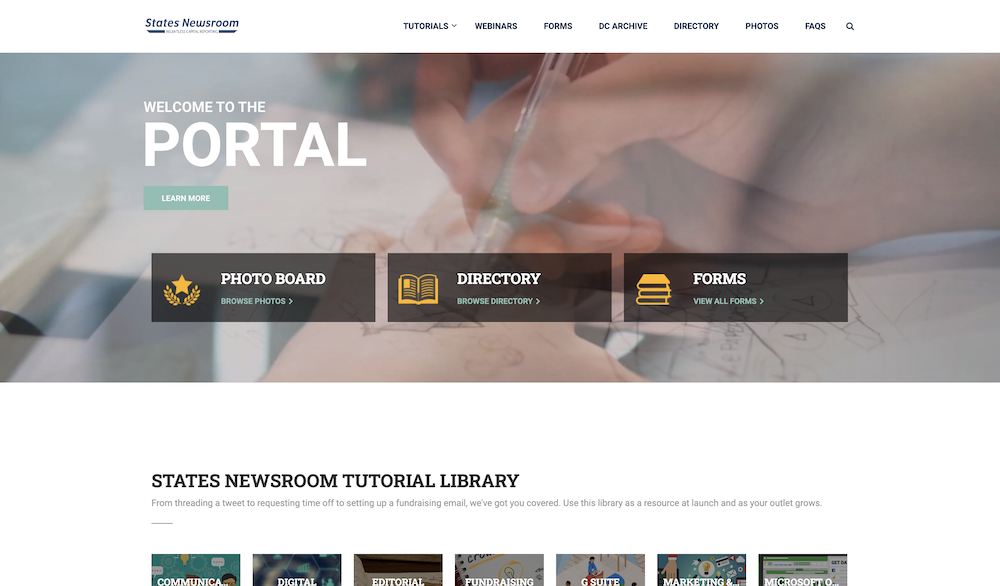 States Newsroom
RELENTLESS CAPITAL REPORTING
TUTORIALS
WEBINARS
FORMS
DC ARCHIVE
DIRECTORY
PHOTOS
FAQS
WELCOME TO THE
PORTAL
LEARN MORE
PHOTO BOARD
BROWSE PHOTOS
DIRECTORY
BROWSE DIRECTORY
FORMS
VIEW ALL FORMS
STATES NEWSROOM TUTORIAL LIBRARY
From threading a tweet to requesting time off to setting up a fundraising email, we've got you covered. Use this library as a resource at launch and as your outlet grows.
COMMUNICA...
DIGITAL
EDITORIAL
FUNDRAISING
G SUITE
MARKETING &...
MICROSOFT O...